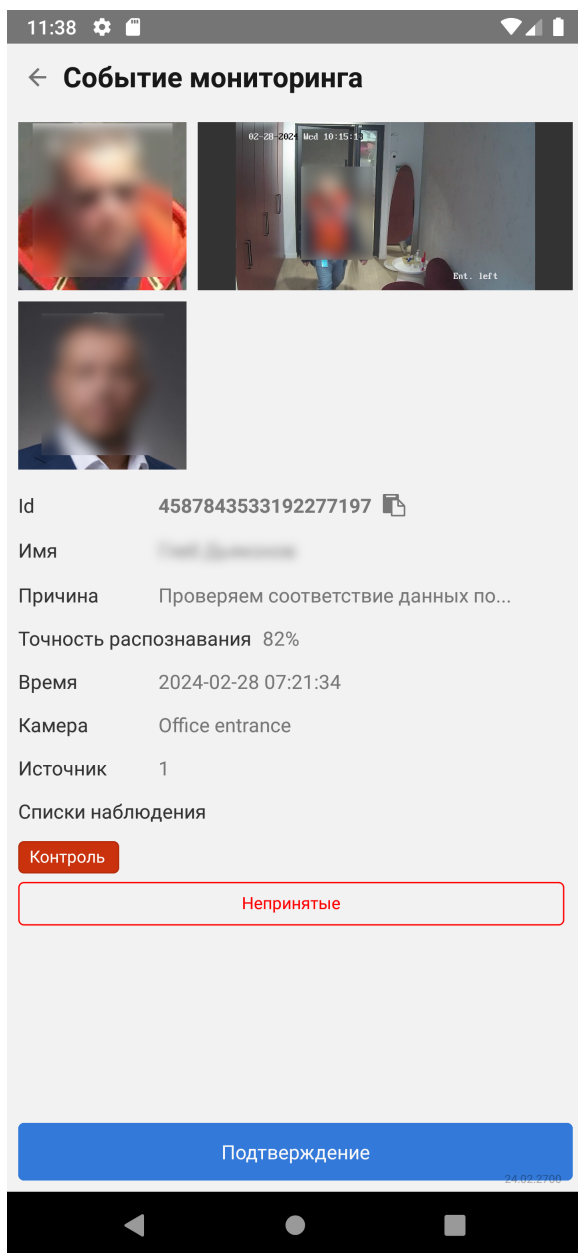 11:38
Событие мониторинга
02-28-2024 Wed 10:15:1
Ent. left
Id 4587843533192277197
Имя
Причина Проверяем соответствие данных по...
Точность распознавания 82%
Время 2024-02-28 07:21:34
Камера Office entrance
Источник 1
Списки наблюдения
Контроль
Непринятые
Подтверждение
24.02.2700